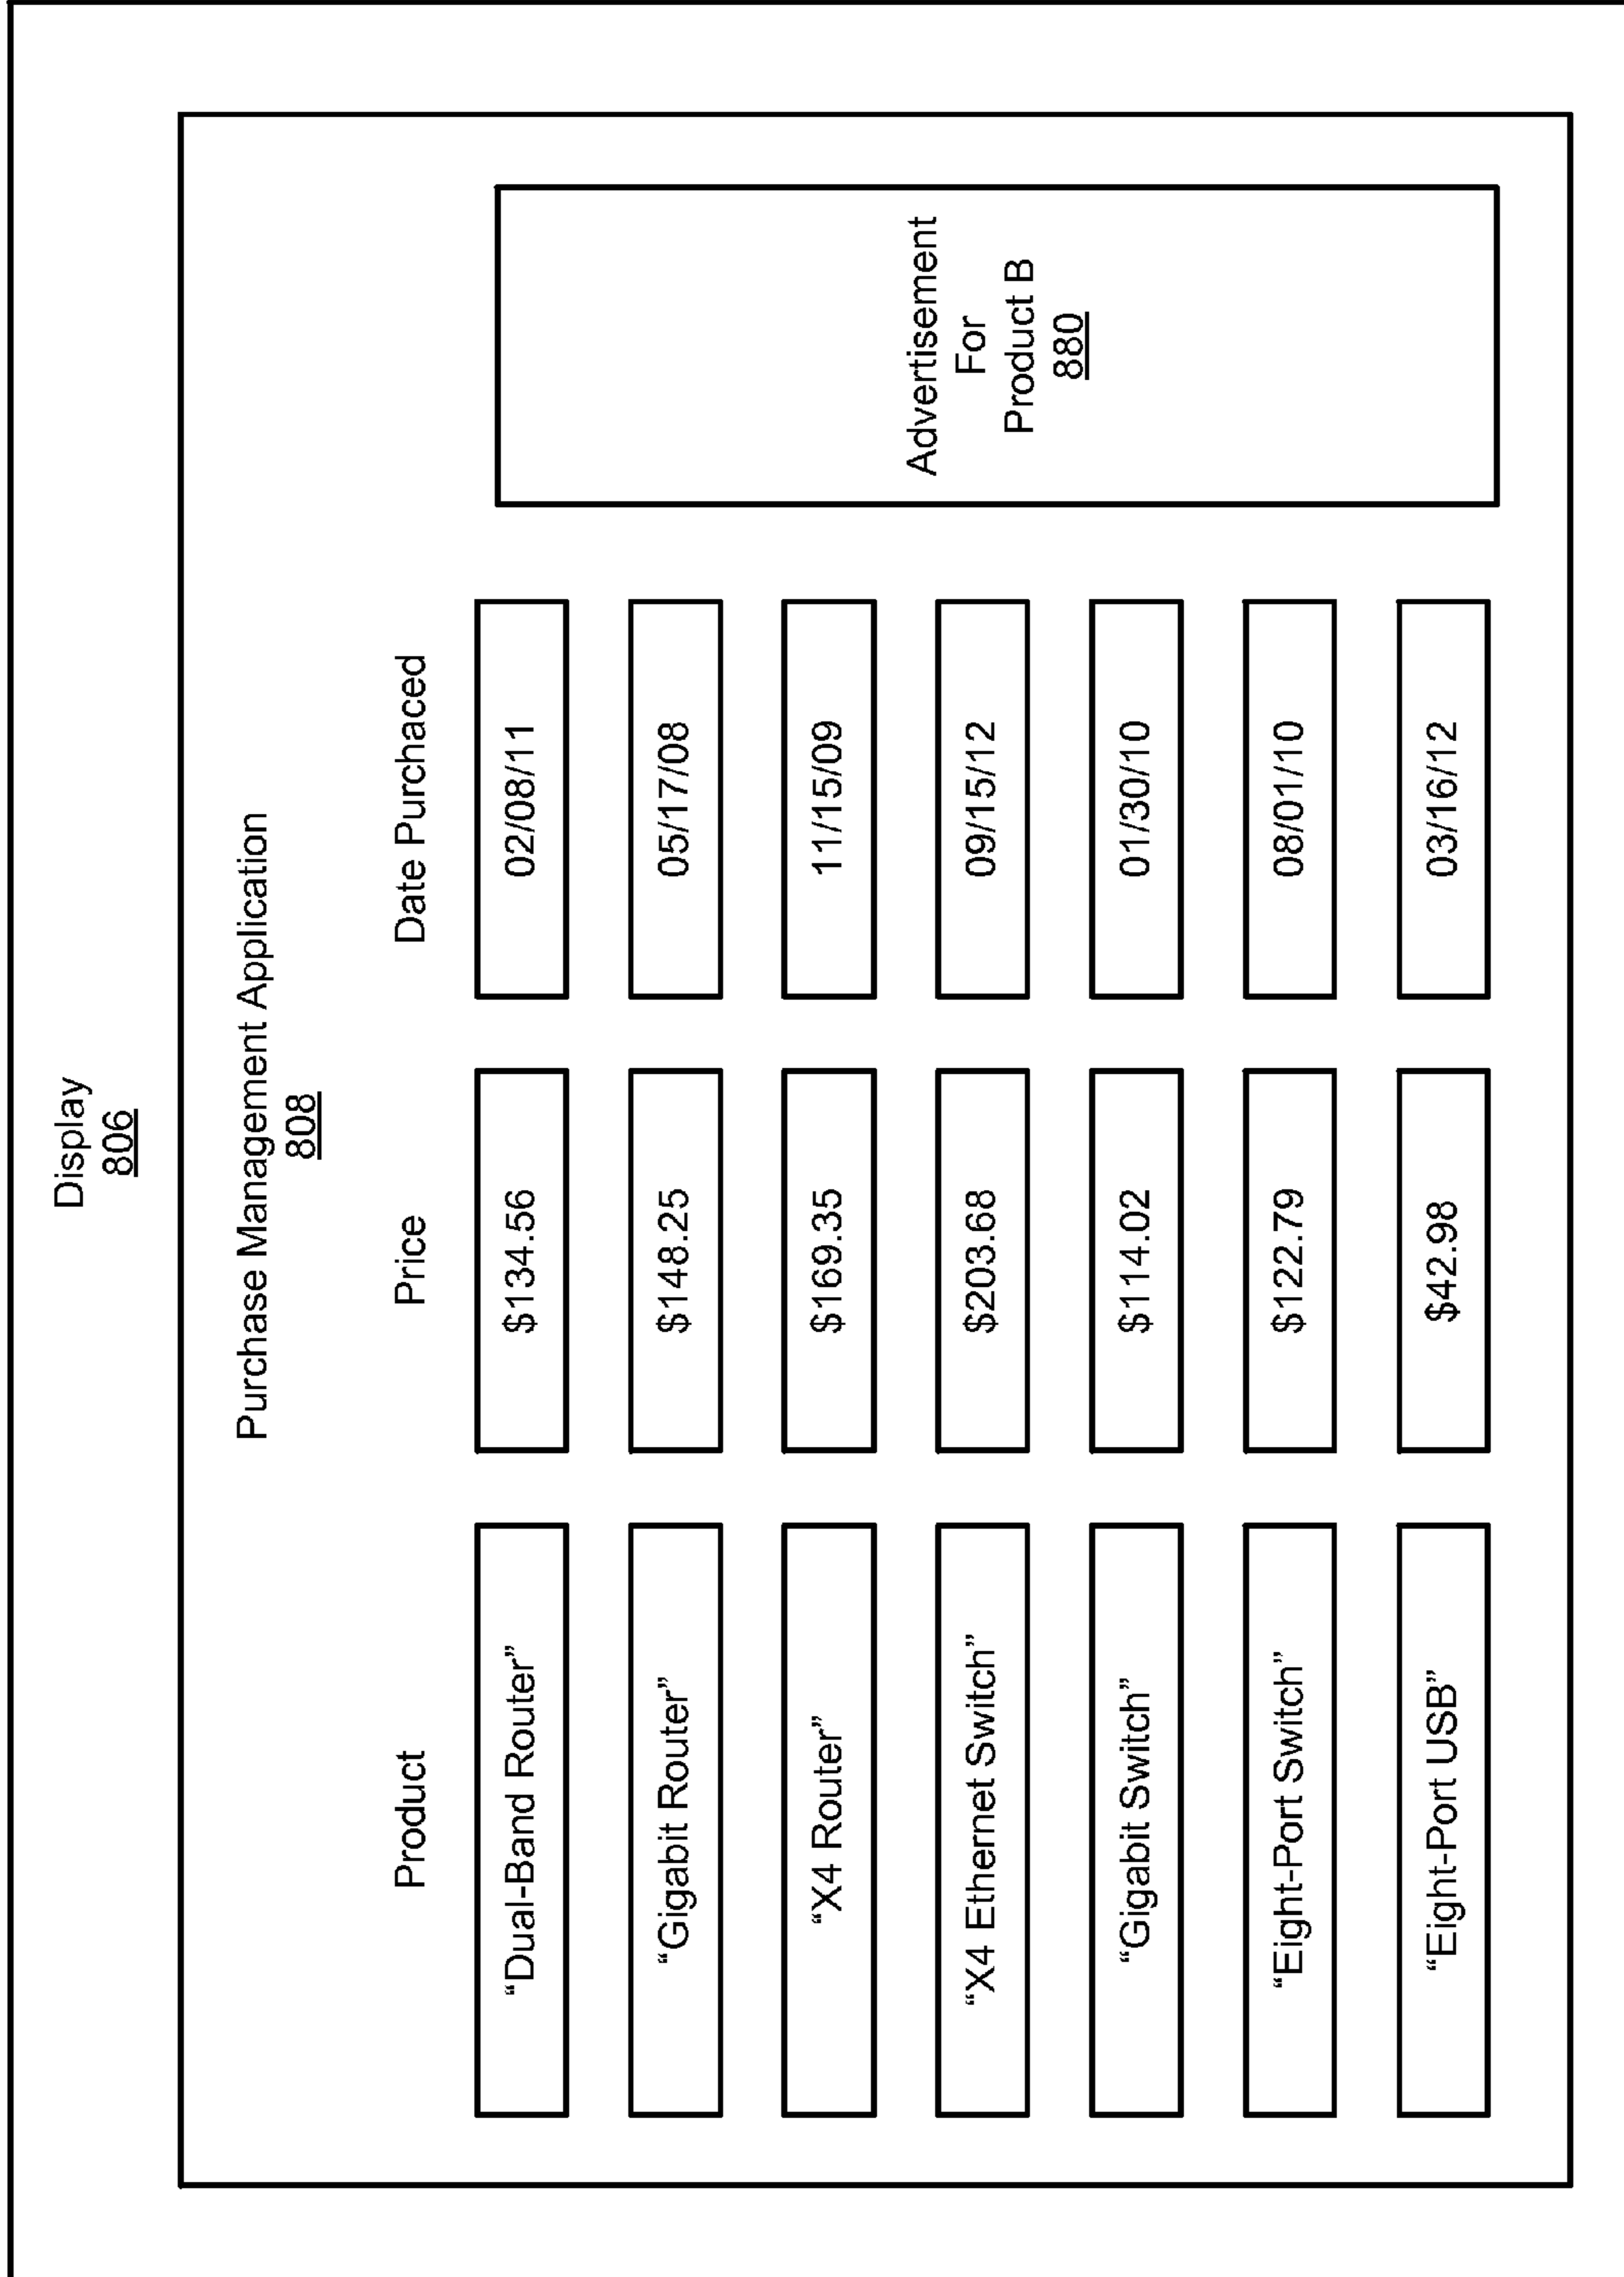 Display
806
Purchase Management Application
808
Product Price Date Purchaced
“Dual-Band Router” $134.56 02/08/11
“Gigabit Router” $148.25 05/17/08
“X4 Router” $169.35 11/15/09
“X4 Ethernet Switch” $203.68 09/15/12
“Gigabit Switch” $114.02 01/30/10
“Eight-Port Switch” $122.79 08/01/10
“Eight-Port USB” $42.98 03/16/12
Advertisement
For
Product B
880